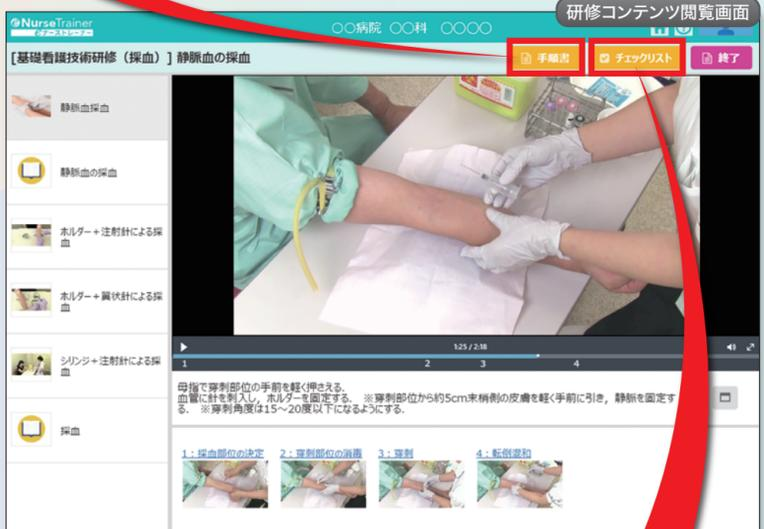 研修コンテンツ閲覧画面
NurseTrainer
ナーストレーナー
○○病院 ○○科 ○○○○
[基礎看護技術研修（採血）] 静脈血の採血
手順書
チェックリスト
終了
静脈血採血
静脈血の採血
ホルダー＋注射針による採
血
ホルダー＋翼状針による採
血
シリンジ＋注射針による採
血
採血
1:25 / 2:18
1 2 3 4
母指で穿刺部位の手前を軽く押さえる．
血管に針を刺入し，ホルダーを固定する． ※穿刺部位から約5cm末梢側の皮膚を軽く手前に引き，静脈を固定す
る． ※穿刺角度は15～20度以下になるようにする．
1：採血部位の決定
2：穿刺部位の消毒
3：穿刺
4：転倒混和